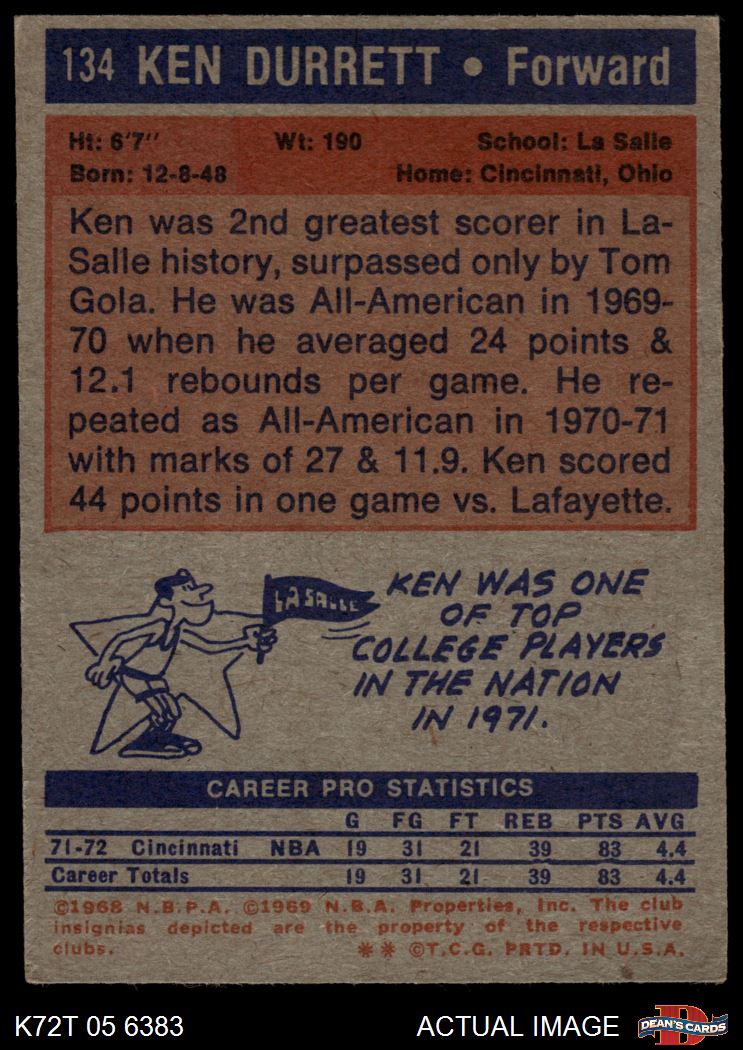 134 KEN DURRETT • Forward
Ht: 6'7" Wt: 190 School: La Salle
Born: 12-8-48 Home: Cincinnati, Ohio
Ken was 2nd greatest scorer in La-
Salle history, surpassed only by Tom
Gola. He was All-American in 1969-
70 when he averaged 24 points &
12.1 rebounds per game. He re-
peated as All-American in 1970-71
with marks of 27 & 11.9. Ken scored
44 points in one game vs. Lafayette.
LA SALLE
KEN WAS ONE
OF TOP
COLLEGE PLAYERS
IN THE NATION
IN 1971.
CAREER PRO STATISTICS
G FG FT REB PTS AVG
71-72 Cincinnati NBA 19 31 21 39 83 4.4
Career Totals 19 31 21 39 83 4.4
©1968 N.B.P.A. ©1969 N.B.A. Properties, Inc. The club
insignias depicted are the property of the respective
clubs. ** ©T.C.G. PRTD. IN U.S.A.
K72T 05 6383 ACTUAL IMAGE D DEAN'S CARDS